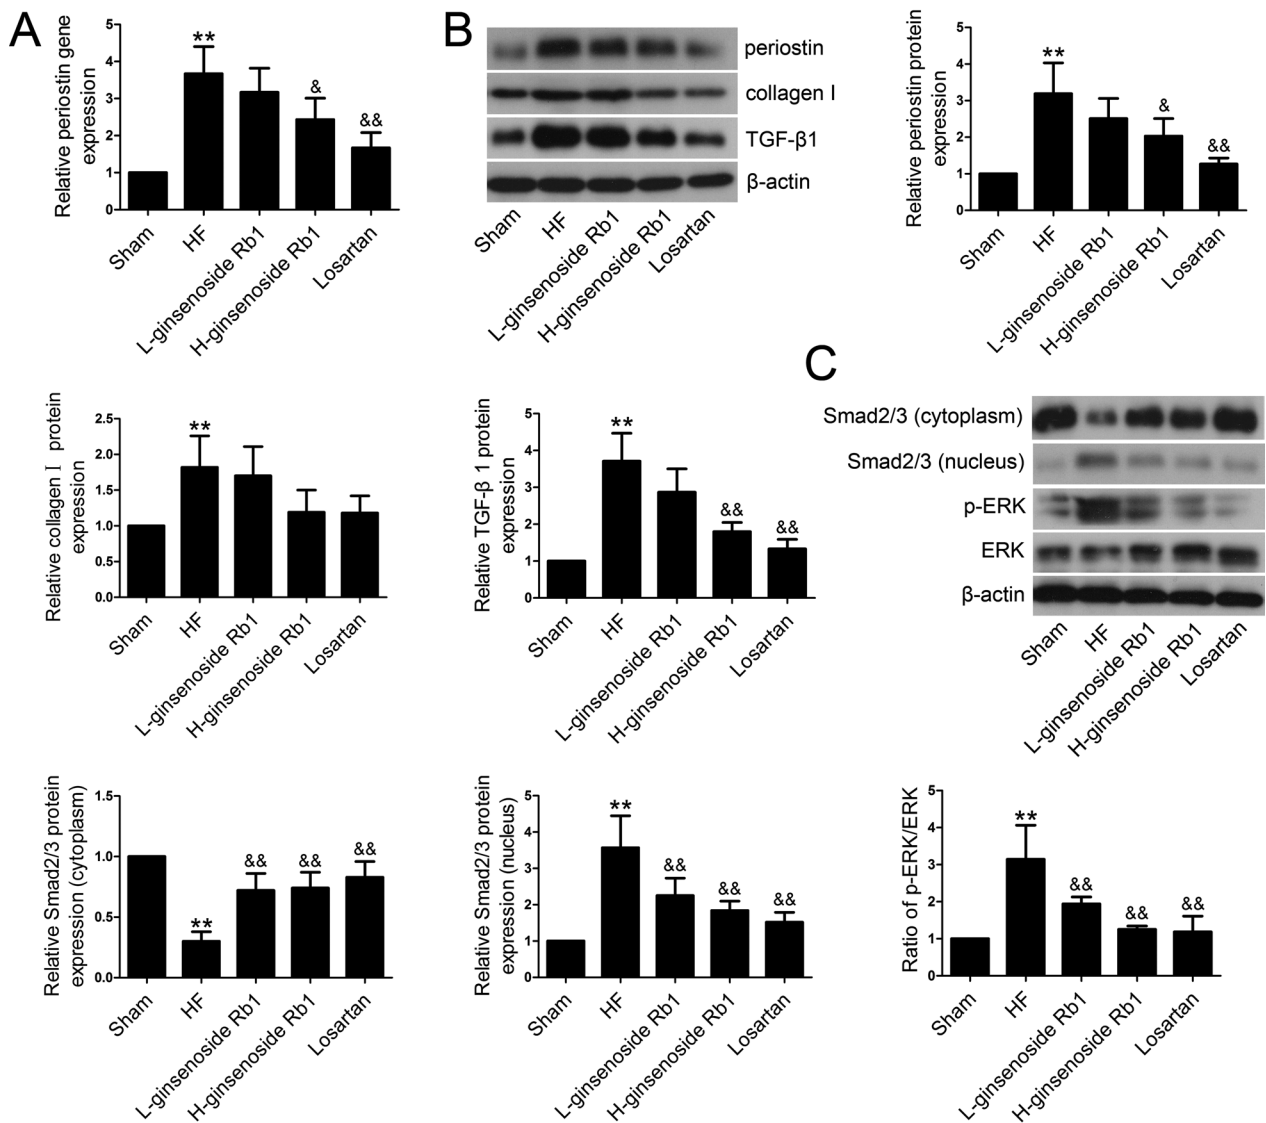 A
Relative periostin gene
expression
5
4
3
2
1
0
**
&
&&
Sham
HF
L-ginsenoside Rb1
H-ginsenoside Rb1
Losartan
B
periostin
collagen I
TGF-β1
β-actin
Sham
HF
L-ginsenoside Rb1
H-ginsenoside Rb1
Losartan
Relative periostin protein
expression
5
4
3
2
1
0
**
&
&&
Sham
HF
L-ginsenoside Rb1
H-ginsenoside Rb1
Losartan
Relative collagen I protein
expression
2.5
2.0
1.5
1.0
0.5
0.0
**
Sham
HF
L-ginsenoside Rb1
H-ginsenoside Rb1
Losartan
Relative TGF-β 1 protein
expression
5
4
3
2
1
0
**
&&
&&
Sham
HF
L-ginsenoside Rb1
H-ginsenoside Rb1
Losartan
C
Smad2/3 (cytoplasm)
Smad2/3 (nucleus)
p-ERK
ERK
β-actin
Sham
HF
L-ginsenoside Rb1
H-ginsenoside Rb1
Losartan
Relative Smad2/3 protein
expression (cytoplasm)
1.5
1.0
0.5
0.0
**
&&
&&
&&
Sham
HF
L-ginsenoside Rb1
H-ginsenoside Rb1
Losartan
Relative Smad2/3 protein
expression (nucleus)
5
4
3
2
1
0
**
&&
&&
&&
Sham
HF
L-ginsenoside Rb1
H-ginsenoside Rb1
Losartan
Ratio of p-ERK/ERK
5
4
3
2
1
0
**
&&
&&
&&
Sham
HF
L-ginsenoside Rb1
H-ginsenoside Rb1
Losartan